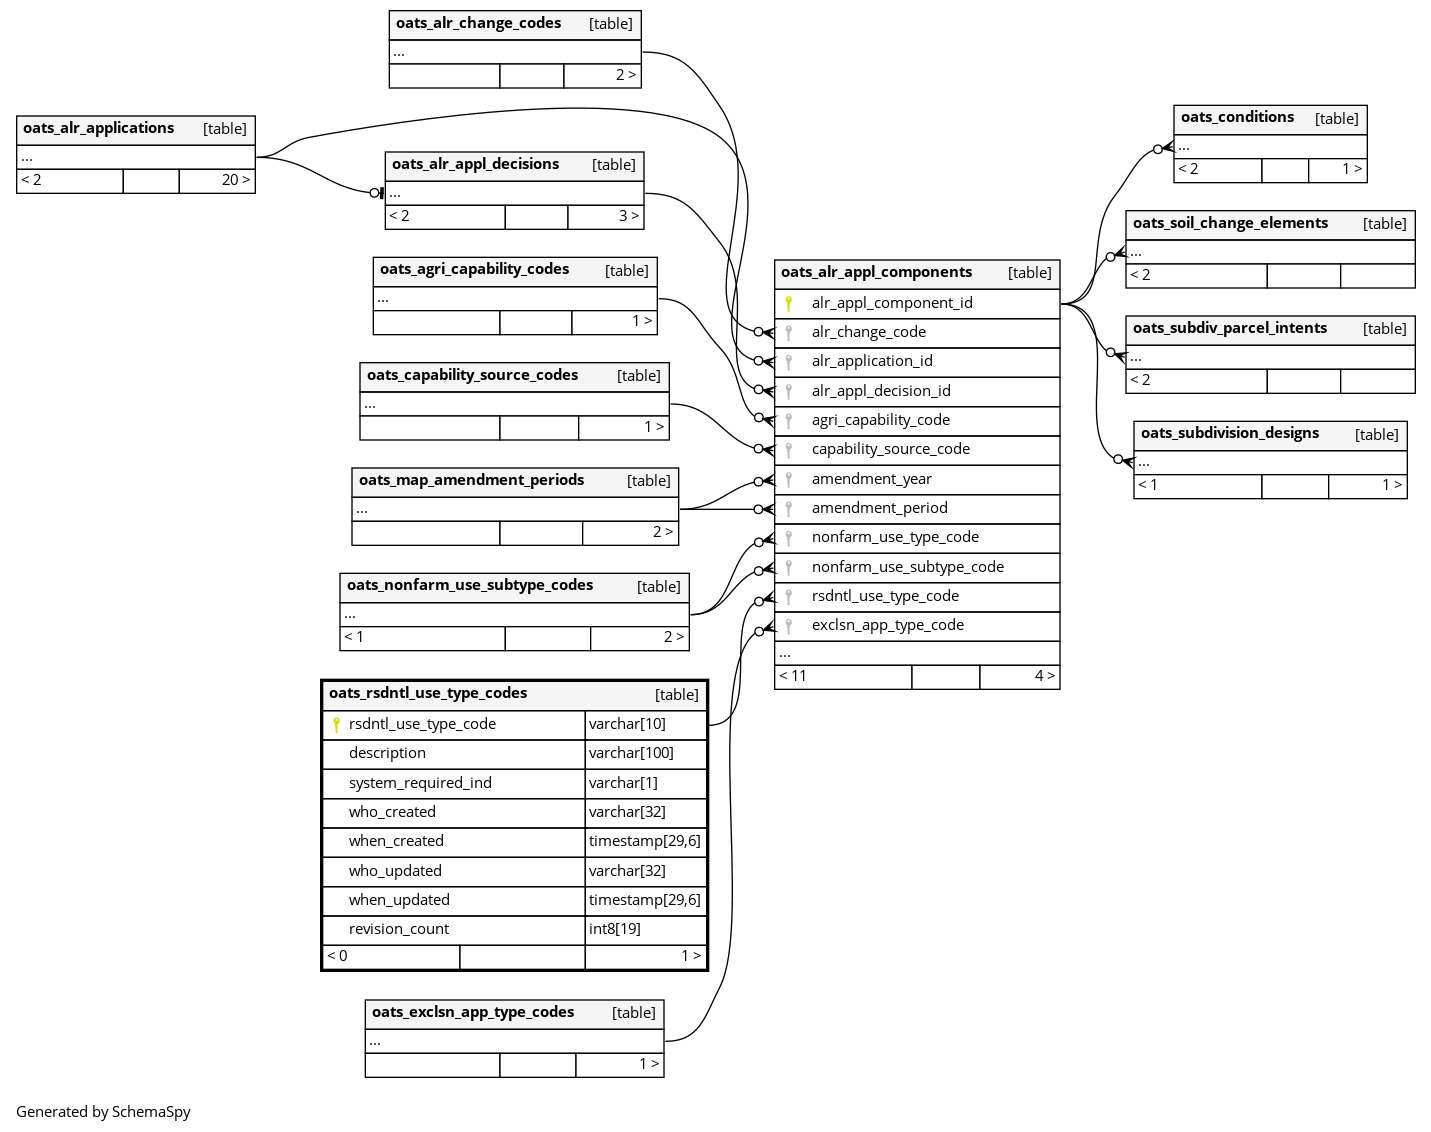 oats_alr_change_codes [table]
...
2 >
oats_alr_applications [table]
...
< 2 20 >
oats_alr_appl_decisions [table]
...
< 2 3 >
oats_agri_capability_codes [table]
...
1 >
oats_capability_source_codes [table]
...
1 >
oats_map_amendment_periods [table]
...
2 >
oats_nonfarm_use_subtype_codes [table]
...
< 1 2 >
oats_rsdntl_use_type_codes [table]
rsdntl_use_type_code varchar[10]
description varchar[100]
system_required_ind varchar[1]
who_created varchar[32]
when_created timestamp[29,6]
who_updated varchar[32]
when_updated timestamp[29,6]
revision_count int8[19]
< 0 1 >
oats_exclsn_app_type_codes [table]
...
1 >
oats_alr_appl_components [table]
alr_appl_component_id
alr_change_code
alr_application_id
alr_appl_decision_id
agri_capability_code
capability_source_code
amendment_year
amendment_period
nonfarm_use_type_code
nonfarm_use_subtype_code
rsdntl_use_type_code
exclsn_app_type_code
...
< 11 4 >
oats_conditions [table]
...
< 2 1 >
oats_soil_change_elements [table]
...
< 2
oats_subdiv_parcel_intents [table]
...
< 2
oats_subdivision_designs [table]
...
< 1 1 >
Generated by SchemaSpy